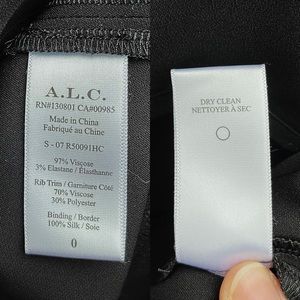 A.L.C.
RN#130801 CA#00985
Made in China
Fabriqué au Chine
S - 07 R50091HC
97% Viscose
3% Elastane / Élasthanne
Rib Trims / Garniture Côté
70% Viscose
30% Polyester
Binding / Border
100% Silk / Soie
0
DRY CLEAN
NETTOYER À SEC